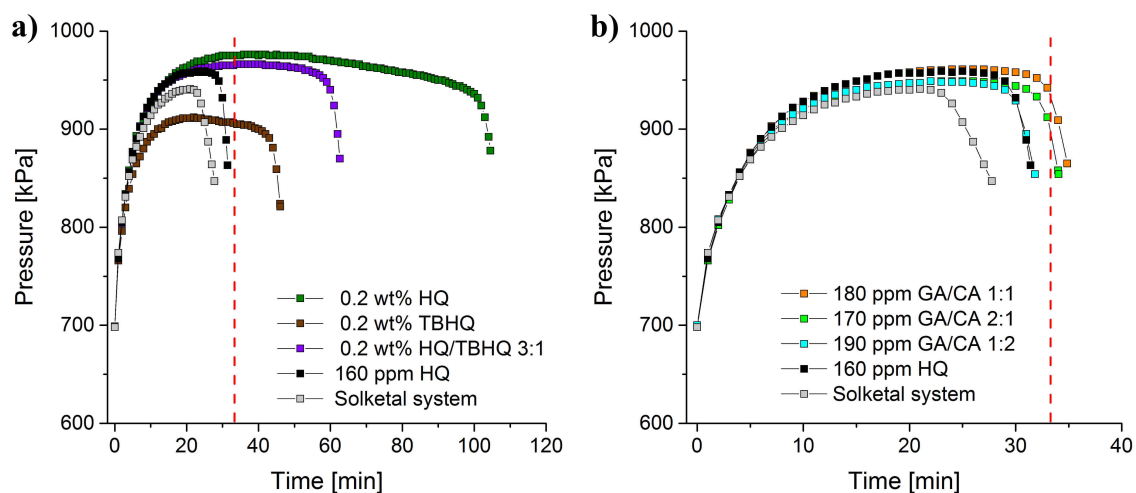 a)
Pressure [kPa]
1000
900
800
700
600
0 20 40 60 80 100 120
Time [min]
0.2 wt% HQ
0.2 wt% TBHQ
0.2 wt% HQ/TBHQ 3:1
160 ppm HQ
Solketal system
b)
Pressure [kPa]
1000
900
800
700
600
0 10 20 30 40
Time [min]
180 ppm GA/CA 1:1
170 ppm GA/CA 2:1
190 ppm GA/CA 1:2
160 ppm HQ
Solketal system